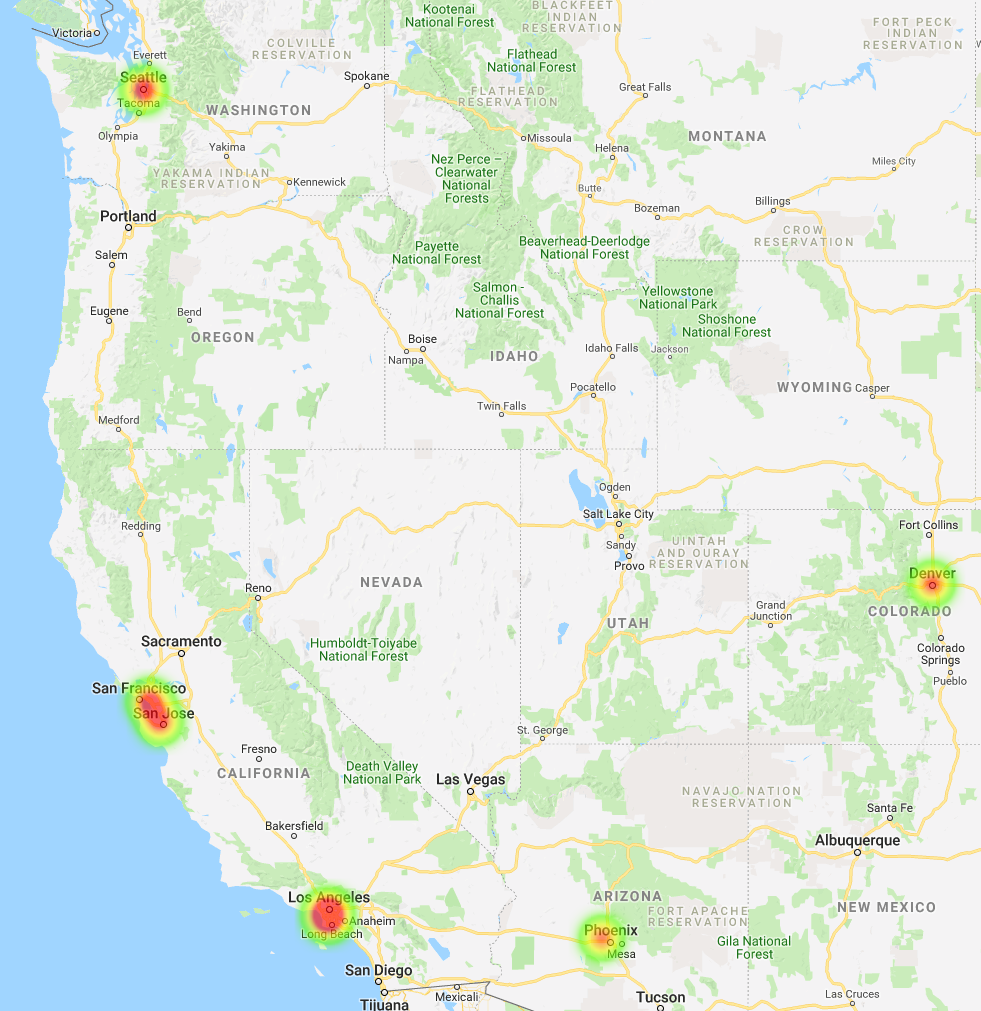 Kootenai
National Forest
BLACKFEET
INDIAN
RESERVATION
FORT PECK
INDIAN
RESERVATION
Victoria
Everett
COLVILLE
RESERVATION
Flathead
National Forest
Seattle
Tacoma
Spokane
FLATHEAD
RESERVATION
Great Falls
WASHINGTON
Olympia
Missoula
MONTANA
Yakima
Helena
Miles City
YAKAMA INDIAN
RESERVATION
Kennewick
Nez Perce –
Clearwater
National
Forests
Butte
Bozeman
Billings
Portland
CROW
RESERVATION
Salem
Payette
National Forest
Beaverhead-Deerlodge
National Forest
Salmon -
Challis
National Forest
Yellowstone
National Park
Shoshone
National Forest
Eugene
Bend
OREGON
Boise
Nampa
IDAHO
Idaho Falls
Jackson
Pocatello
WYOMING
Casper
Twin Falls
Medford
Ogden
Salt Lake City
Sandy
Provo
Redding
UINTAH
AND OURAY
RESERVATION
Fort Collins
Denver
Reno
NEVADA
Grand
Junction
COLORADO
Sacramento
Humboldt-Toiyabe
National Forest
UTAH
Colorado
Springs
Pueblo
San Francisco
San Jose
St. George
Fresno
CALIFORNIA
Death Valley
National Park
Las Vegas
NAVAJO NATION
RESERVATION
Santa Fe
Bakersfield
Albuquerque
Los Angeles
Anaheim
Long Beach
ARIZONA
FORT APACHE
RESERVATION
NEW MEXICO
Phoenix
Mesa
Gila National
Forest
San Diego
Tijuana
Mexicali
Tucson
Las Cruces